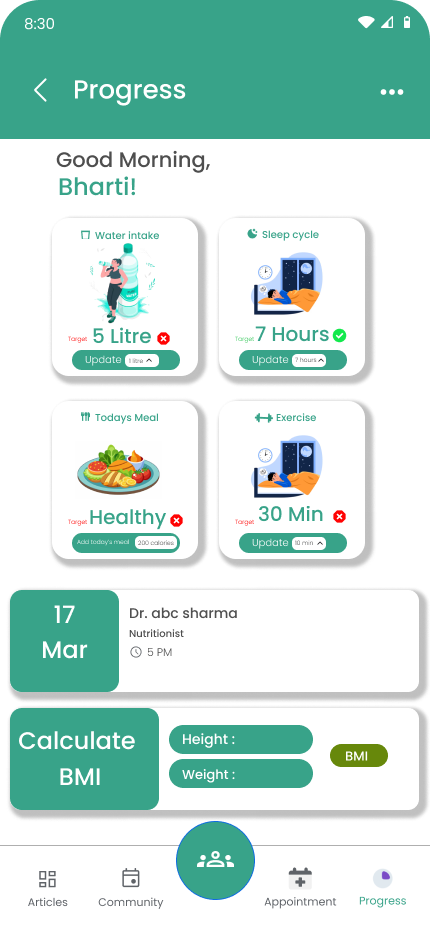 8:30
Progress
Good Morning,
Bharti!
Water intake
Target 5 Litre
Update 1 litre
Sleep cycle
Target 7 Hours
Update 7 hours
Todays Meal
Target Healthy
Add today's meal 290 calories
Exercise
Target 30 Min
Update 10 min
17
Mar
Dr. abc sharma
Nutritionist
5 PM
Calculate
BMI
Height :
Weight :
BMI
Articles
Community
Appointment
Progress